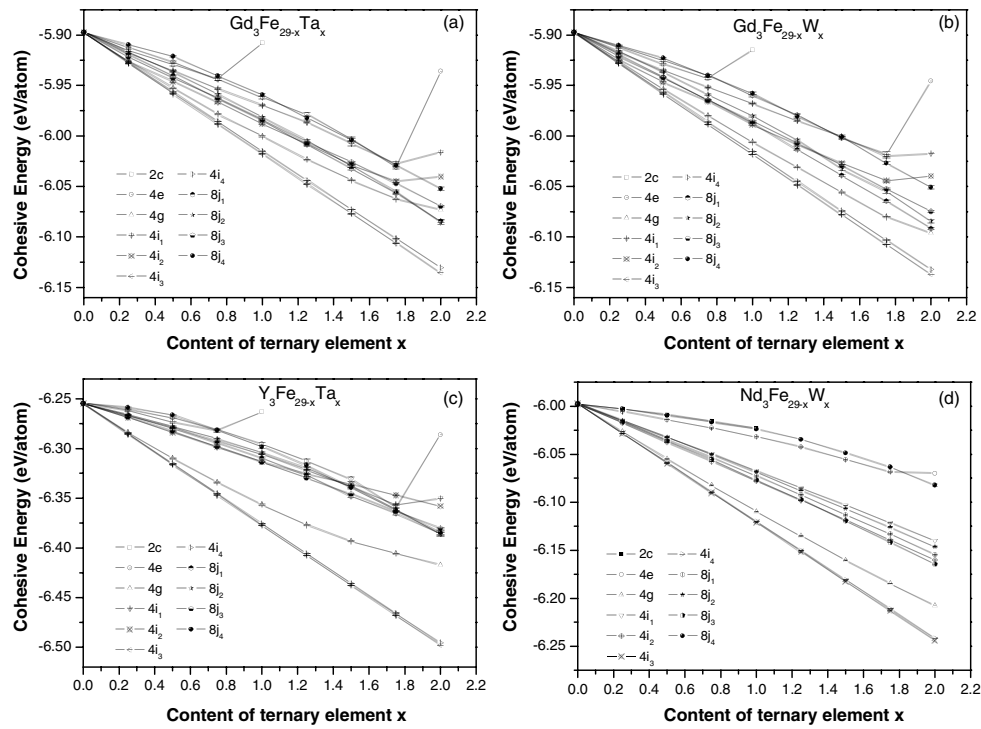 Gd3Fe29-xTax
(a)
Cohesive Energy (eV/atom)
-5.90
-5.95
-6.00
-6.05
-6.10
-6.15
2c
4e
4g
4i1
4i2
4i3
4i4
8j1
8j2
8j3
8j4
0.0 0.2 0.4 0.6 0.8 1.0 1.2 1.4 1.6 1.8 2.0 2.2
Content of ternary element x
Gd3Fe29-xWx
(b)
Cohesive Energy (eV/atom)
-5.90
-5.95
-6.00
-6.05
-6.10
-6.15
2c
4e
4g
4i1
4i2
4i3
4i4
8j1
8j2
8j3
8j4
0.0 0.2 0.4 0.6 0.8 1.0 1.2 1.4 1.6 1.8 2.0 2.2
Content of ternary element x
Y3Fe29-xTax
(c)
Cohesive Energy (eV/atom)
-6.25
-6.30
-6.35
-6.40
-6.45
-6.50
2c
4e
4g
4i1
4i2
4i3
4i4
8j1
8j2
8j3
8j4
0.0 0.2 0.4 0.6 0.8 1.0 1.2 1.4 1.6 1.8 2.0 2.2
Content of ternary element x
Nd3Fe29-xWx
(d)
Cohesive Energy (eV/atom)
-6.00
-6.05
-6.10
-6.15
-6.20
-6.25
2c
4e
4g
4i1
4i2
4i3
4i4
8j1
8j2
8j3
8j4
0.0 0.2 0.4 0.6 0.8 1.0 1.2 1.4 1.6 1.8 2.0 2.2
Content of ternary element x